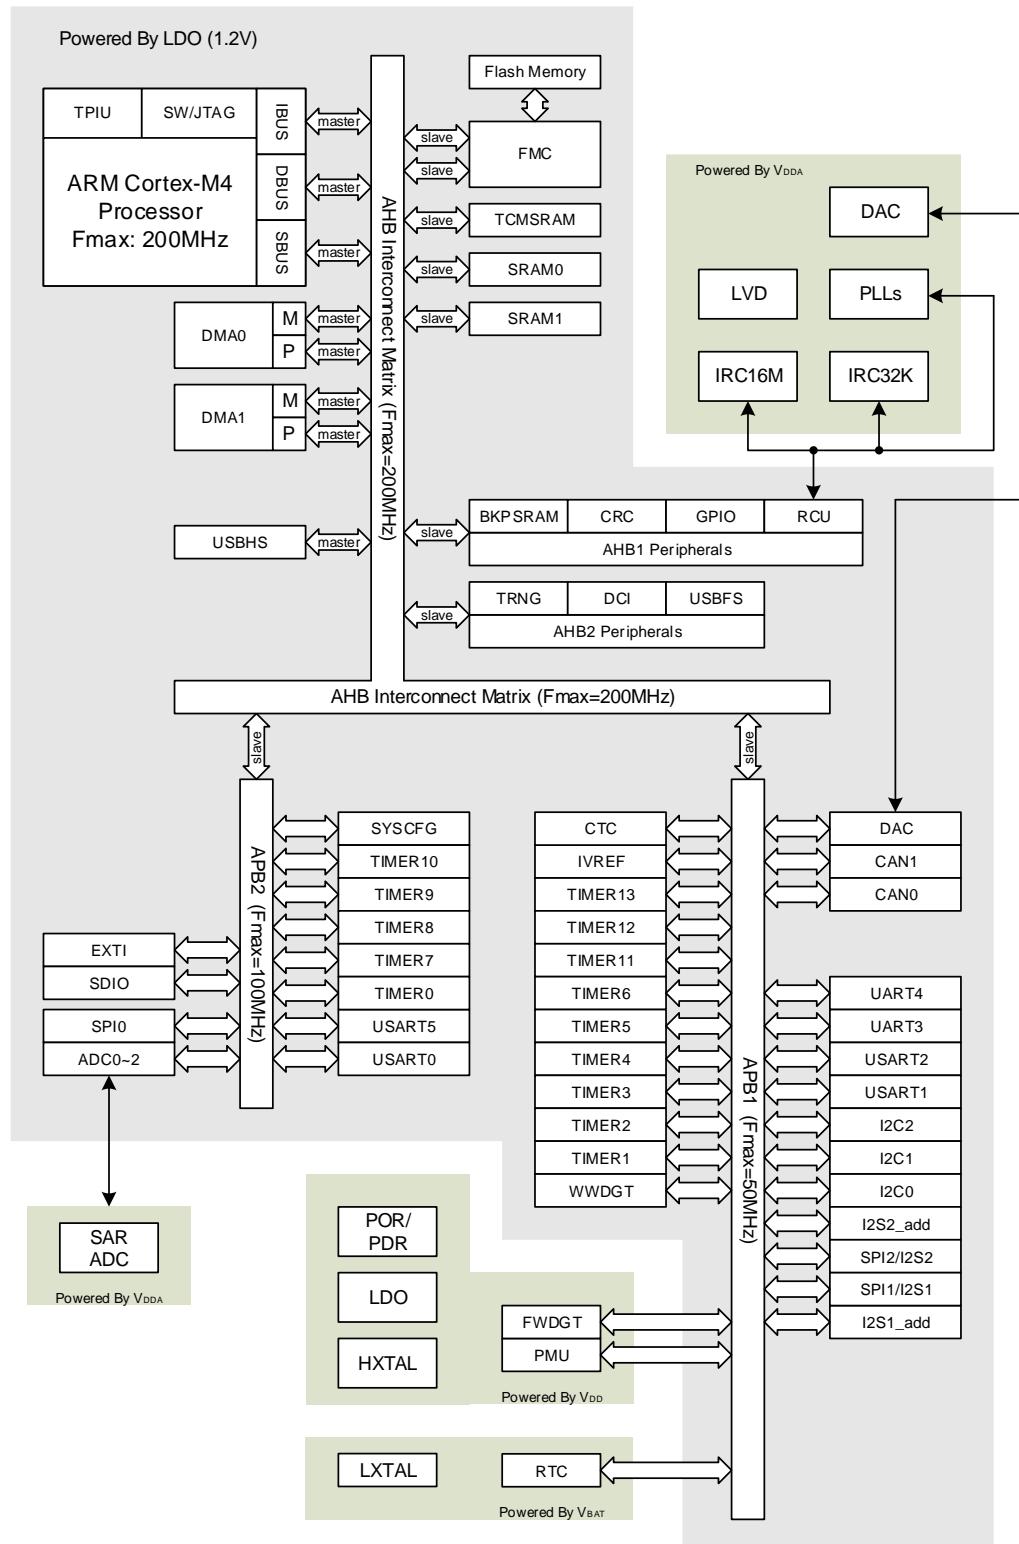 Powered By LDO (1.2V)
TPIU
SW/JTAG
IBUS
DBUS
SBUS
ARM Cortex-M4
Processor
Fmax: 200MHz
master
master
master
DMA0
M
P
master
master
DMA1
M
P
master
master
USBHS
master
AHB Interconnect Matrix (Fmax=200MHz)
Flash Memory
slave
slave
FMC
slave
TCMSRAM
slave
SRAM0
slave
SRAM1
Powered By VDDA
DAC
LVD
PLLs
IRC16M
IRC32K
slave
BKPSRAM
CRC
GPIO
RCU
AHB1 Peripherals
slave
TRNG
DCI
USBFS
AHB2 Peripherals
AHB Interconnect Matrix (Fmax=200MHz)
slave
slave
APB2 (Fmax=100MHz)
SYSCFG
TIMER10
TIMER9
TIMER8
TIMER7
TIMER0
USART5
USART0
EXTI
SDIO
SPI0
ADC0~2
SAR
ADC
Powered By VDDA
CTC
IVREF
TIMER13
TIMER12
TIMER11
TIMER6
TIMER5
TIMER4
TIMER3
TIMER2
TIMER1
WWDGT
APB1 (Fmax=50MHz)
DAC
CAN1
CAN0
UART4
UART3
USART2
USART1
I2C2
I2C1
I2C0
I2S2_add
SPI2/I2S2
SPI1/I2S1
I2S1_add
POR/
PDR
LDO
HXTAL
FWDGT
PMU
Powered By VDD
LXTAL
RTC
Powered By VBAT